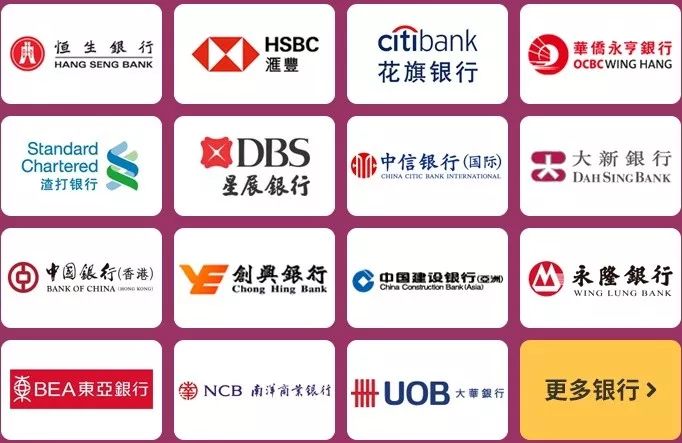 恒生銀行
HANG SENG BANK
HSBC
滙豐
citibank
花旗银行
華僑永亨銀行
OCBC WING HANG
Standard
Chartered
渣打银行
DBS
星展銀行
中信银行(国际)
CHINA CITIC BANK INTERNATIONAL
大新銀行
DAH SING BANK
中国銀行(香港)
BANK OF CHINA (HONG KONG)
創興銀行
Chong Hing Bank
中国建设银行(亞洲)
China Construction Bank(Asia)
永隆銀行
WING LUNG BANK
BEA東亞銀行
NCB 南洋商業银行
UOB 大華銀行
更多银行